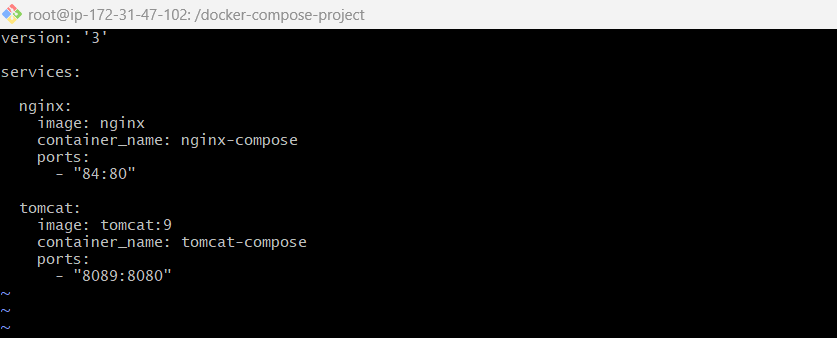 root@ip-172-31-47-102: /docker-compose-project
version: '3'
services:
  nginx:
    image: nginx
    container_name: nginx-compose
    ports:
      - "84:80"
  tomcat:
    image: tomcat:9
    container_name: tomcat-compose
    ports:
      - "8089:8080"
~
~
~